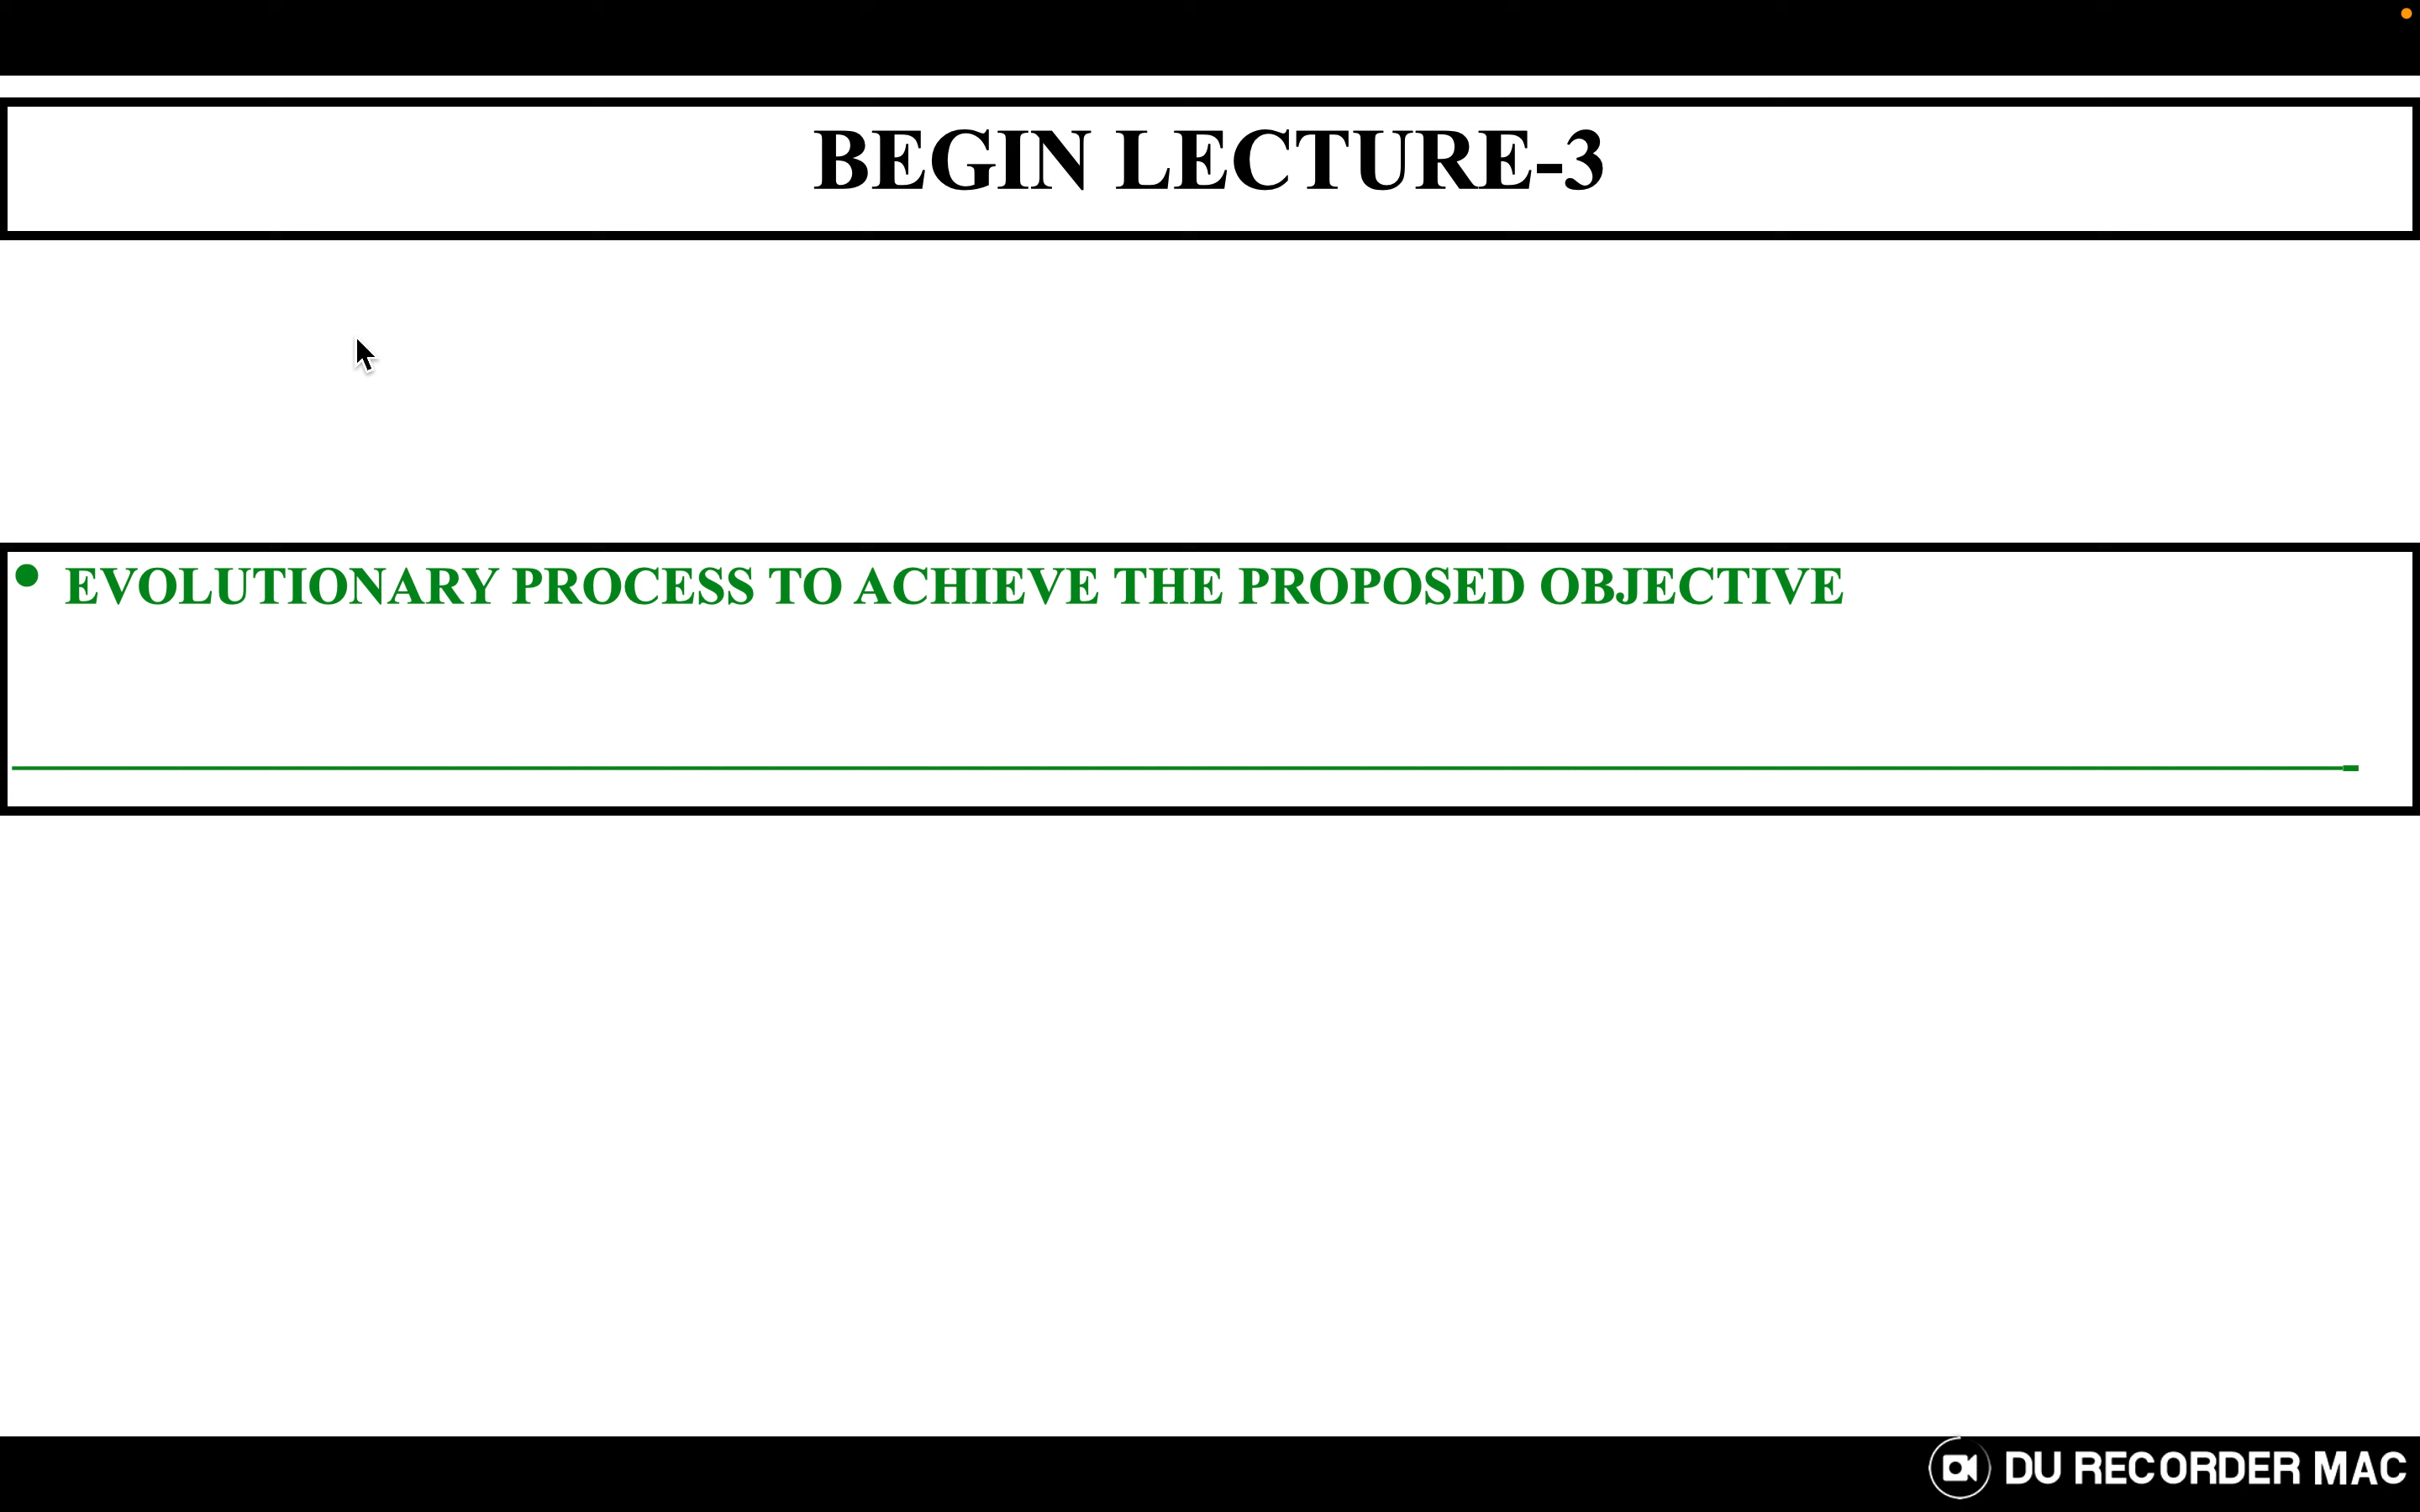 BEGIN LECTURE-3
• EVOLUTIONARY PROCESS TO ACHIEVE THE PROPOSED OBJECTIVE
DU RECORDER MAC